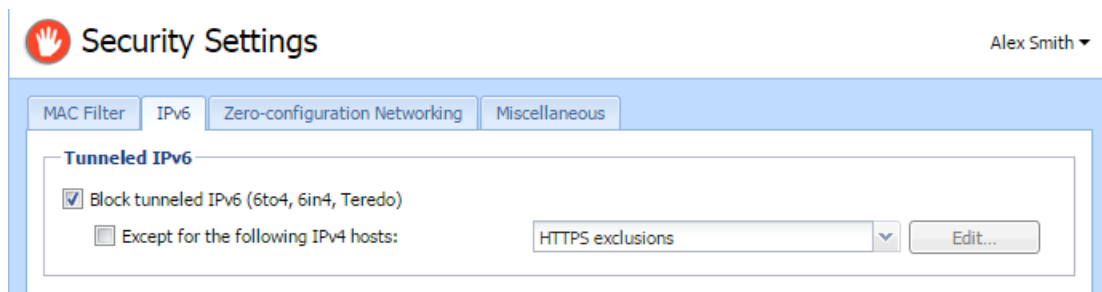 Security Settings
Alex Smith
MAC Filter
IPv6
Zero-configuration Networking
Miscellaneous
Tunneled IPv6
Block tunneled IPv6 (6to4, 6in4, Teredo)
Except for the following IPv4 hosts:
HTTPS exclusions
Edit...